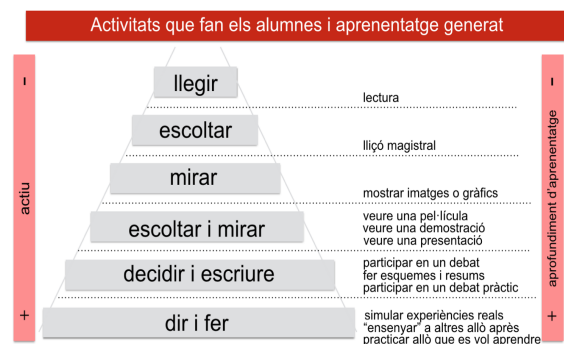 Activitats que fan els alumnes i aprenentatge generat
-
actiu
+
llegir
lectura
escoltar
lliçó magistral
mirar
mostrar imatges o gràfics
escoltar i mirar
veure una pel·lícula
veure una demostració
veure una presentació
decidir i escriure
participar en un debat
fer esquemes i resums
participar en un debat pràctic
dir i fer
simular experiències reals
“ensenyar” a altres allò après
practicar allò que es vol aprendre
-
aprofundiment d'aprenentatge
+